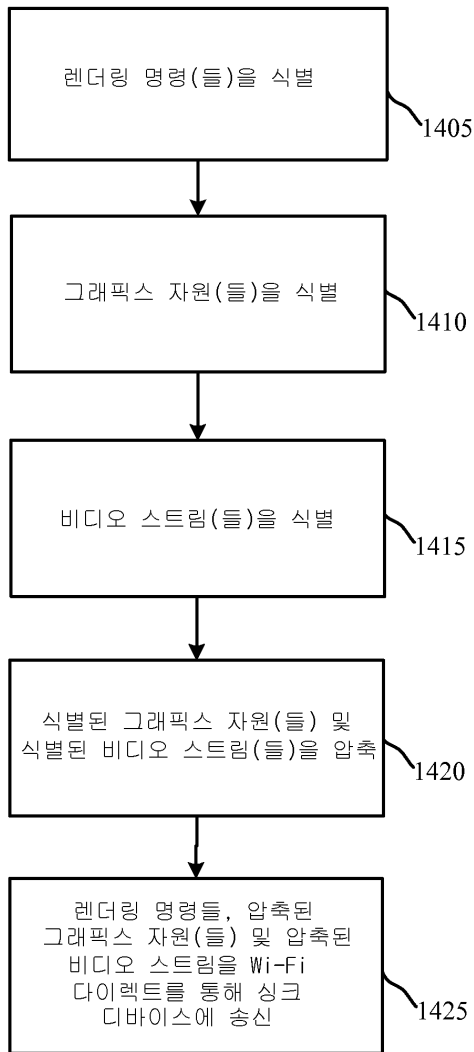 렌더링 명령(들)을 식별
1405
그래픽스 자원(들)을 식별
1410
비디오 스트림(들)을 식별
1415
식별된 그래픽스 자원(들) 및
식별된 비디오 스트림(들)을 압축
1420
렌더링 명령들, 압축된
그래픽스 자원(들) 및 압축된
비디오 스트림을 Wi-Fi
다이렉트를 통해 싱크
디바이스에 송신
1425